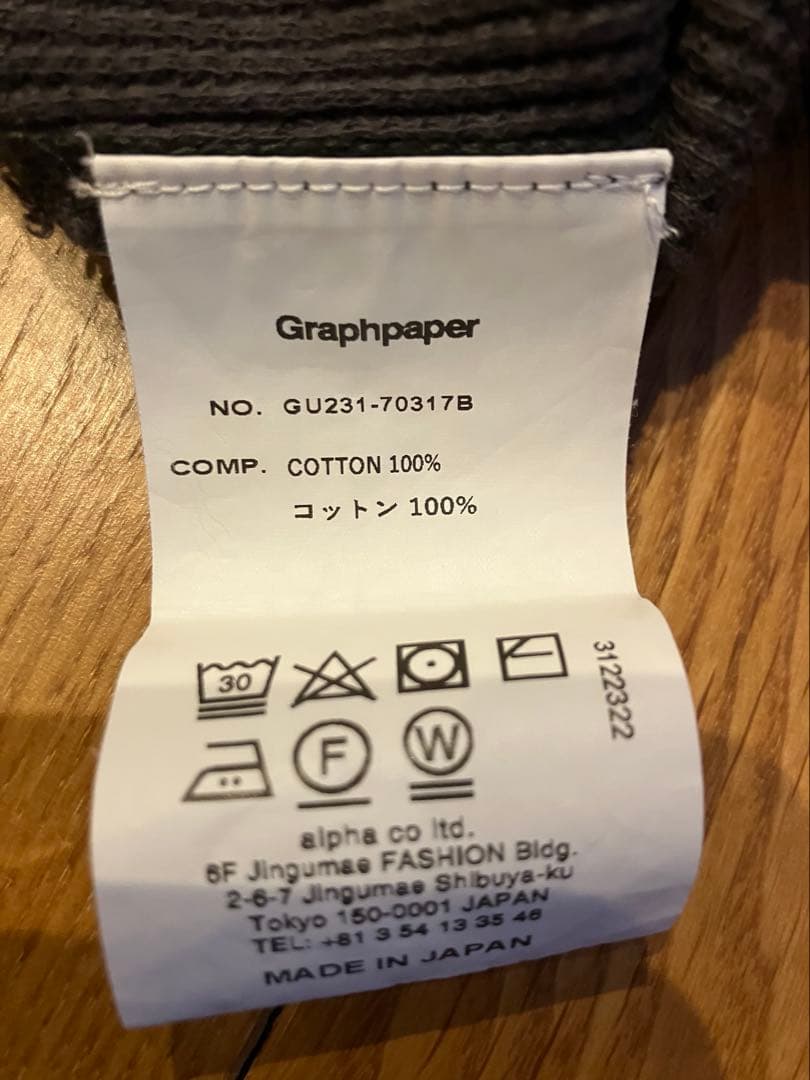 Graphpaper
NO. GU231-70317B
COMP. COTTON 100%
コットン 100%
30
3122322
F
W
alpha co ltd.
6F Jingumae FASHION Bldg.
2-6-7 Jingumae Shibuya-ku
Tokyo 150-0001 JAPAN
TEL: +81 3 54 13 35 46
MADE IN JAPAN